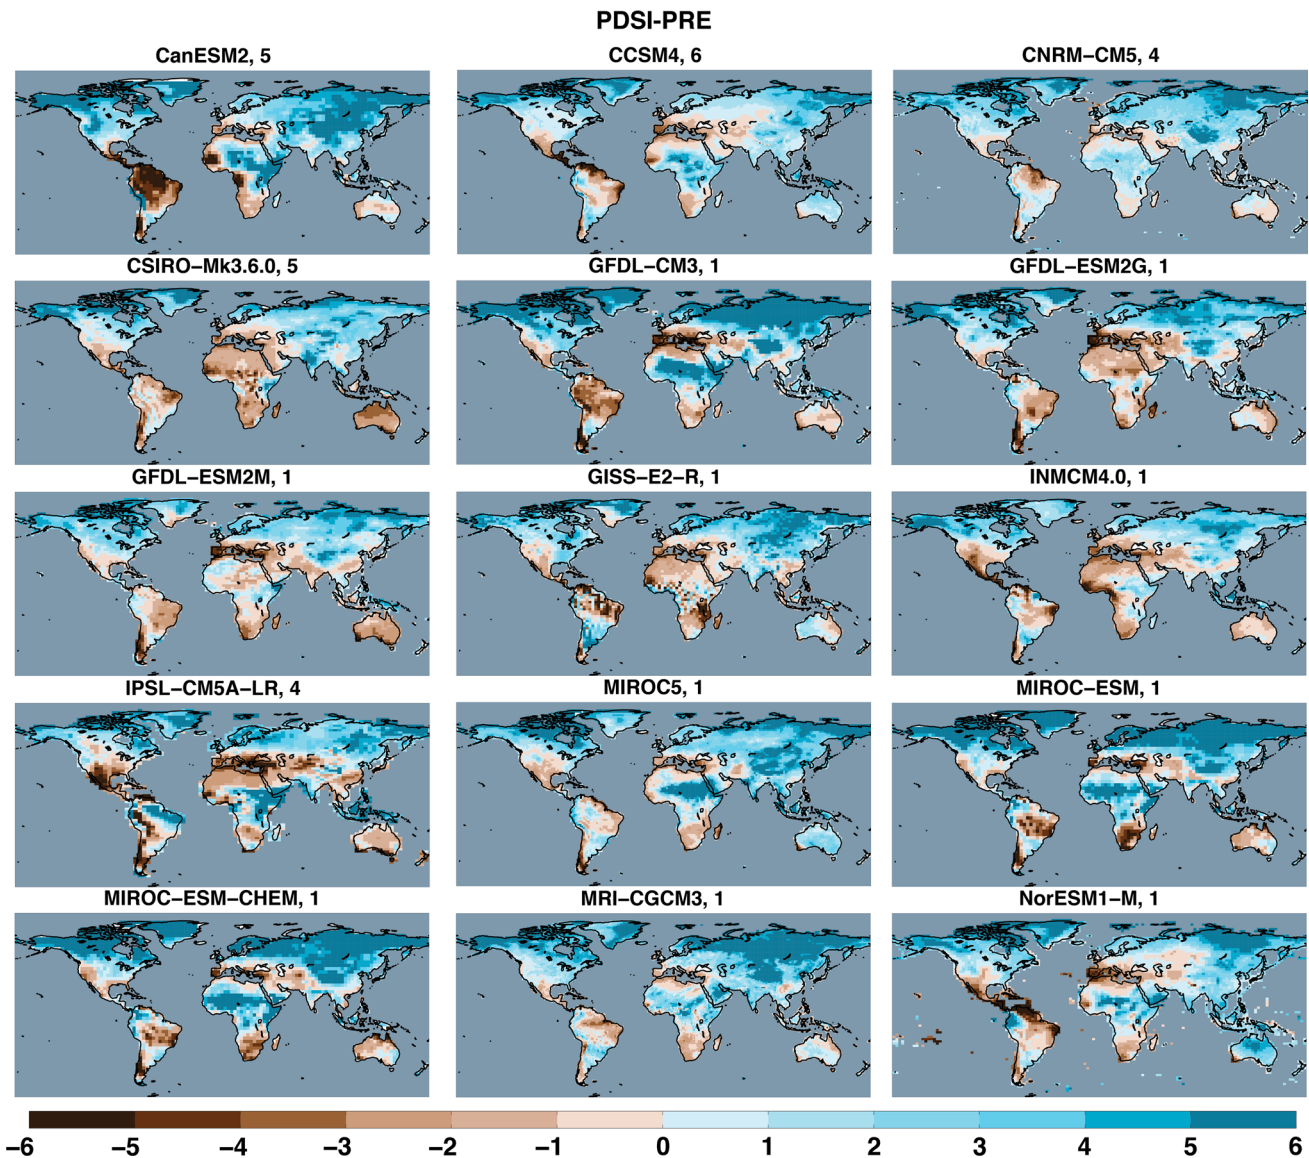 PDSI-PRE
CanESM2, 5
CCSM4, 6
CNRM−CM5, 4
CSIRO−Mk3.6.0, 5
GFDL−CM3, 1
GFDL−ESM2G, 1
GFDL−ESM2M, 1
GISS−E2−R, 1
INMCM4.0, 1
IPSL−CM5A−LR, 4
MIROC5, 1
MIROC−ESM, 1
MIROC−ESM−CHEM, 1
MRI−CGCM3, 1
NorESM1−M, 1
−6 −5 −4 −3 −2 −1 0 1 2 3 4 5 6